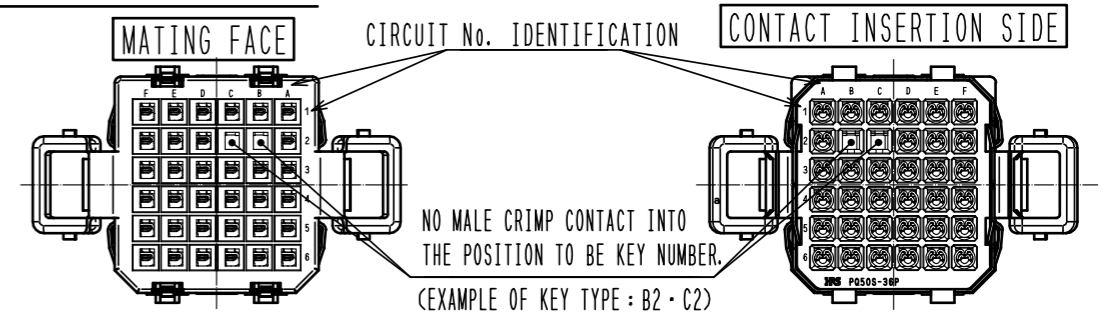 MATING FACE
CIRCUIT No. IDENTIFICATION
CONTACT INSERTION SIDE
F E D C B A
1
2
3
4
5
6
A B C D E F
1
2
3
4
5
6
a
NO MALE CRIMP CONTACT INTO
THE POSITION TO BE KEY NUMBER.
(EXAMPLE OF KEY TYPE : B2 · C2)
HRS PQ50S-36P